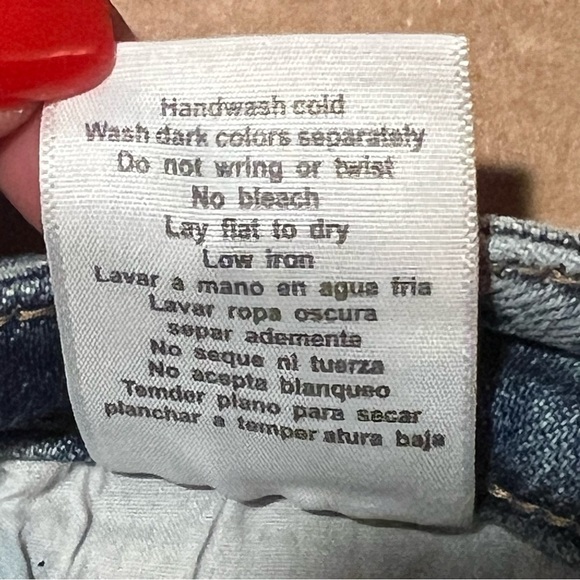 Handwash cold
Wash dark colors separately
Do not wring or twist
No bleach
Lay flat to dry
Low iron
Lavar a mano en agua fria
Lavar ropa oscura
separ ademente
No seque ni tuerza
No acepta blanqueo
Temder plano para secar
planchar a temper atura baja